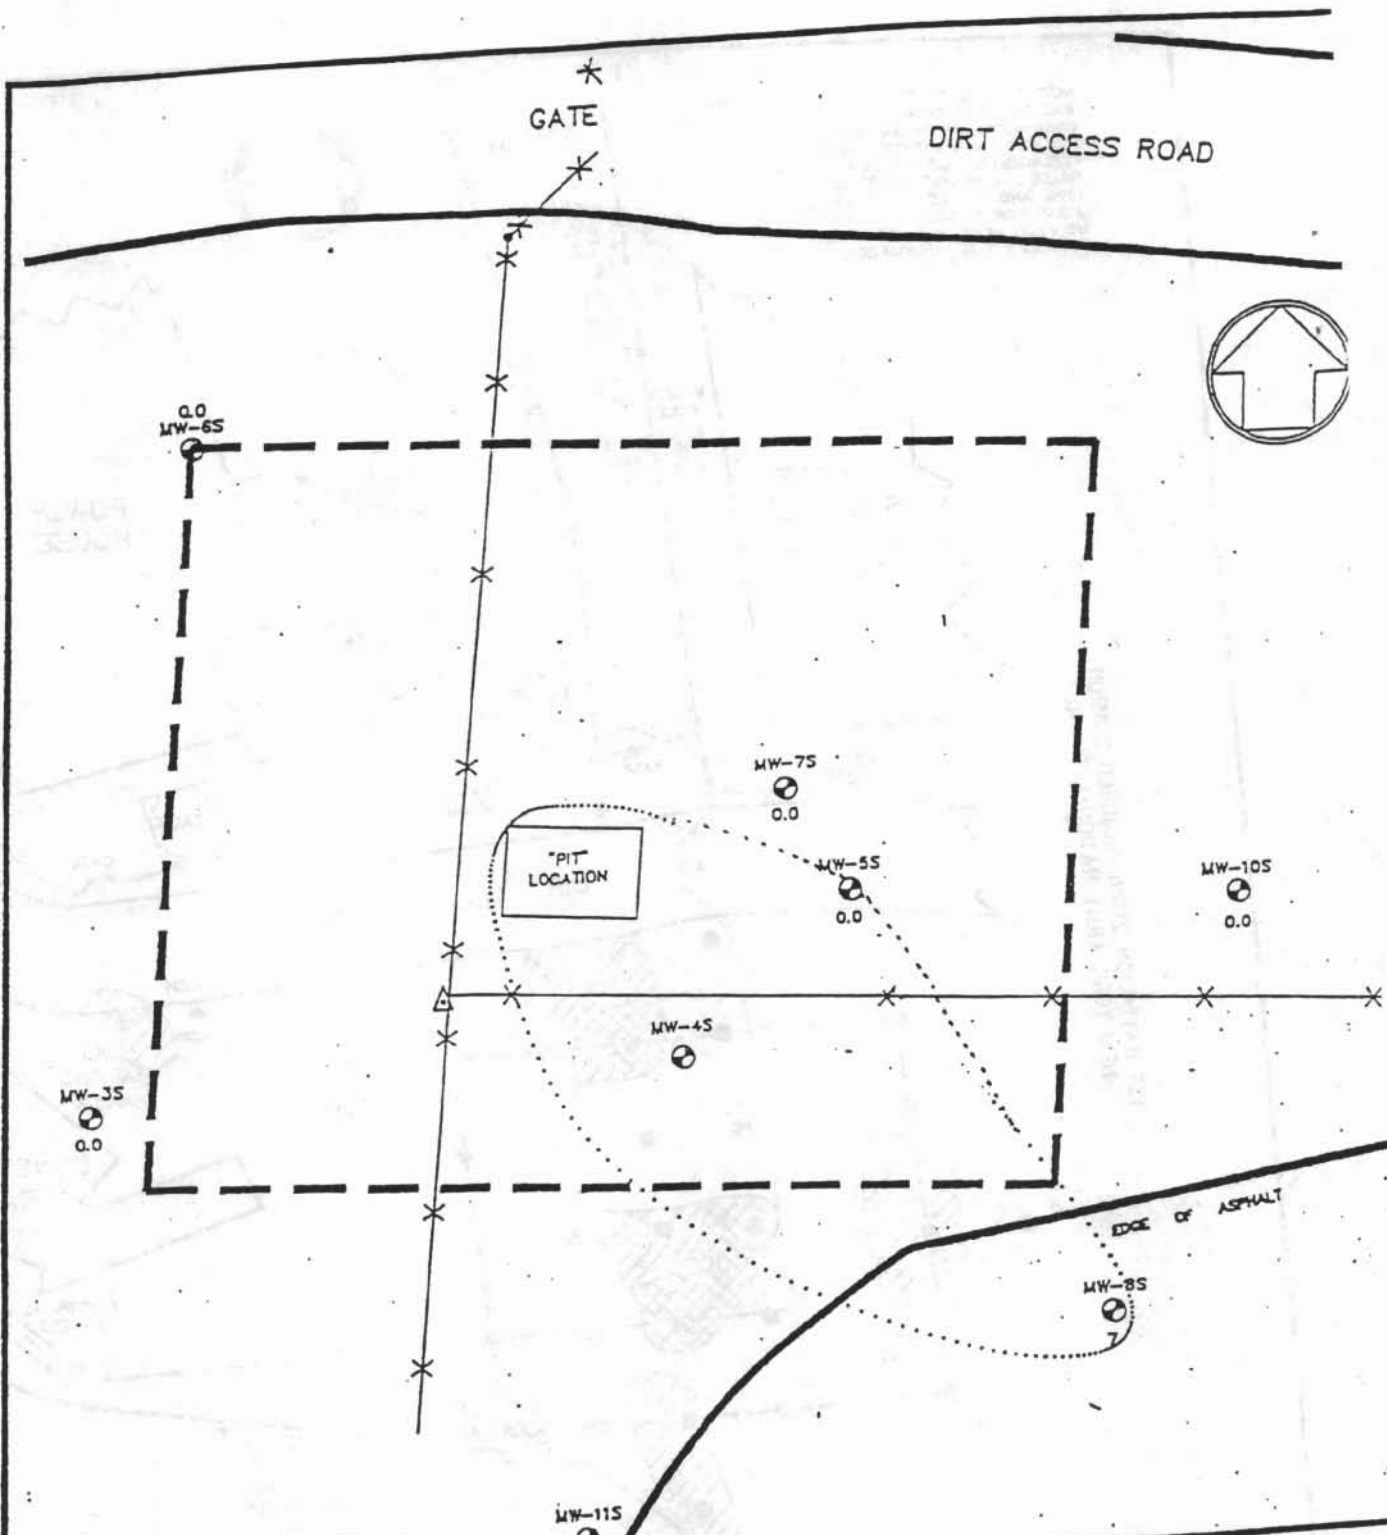 GATE
DIRT ACCESS ROAD
0.0
MW-6S
MW-7S
0.0
"PIT"
LOCATION
MW-5S
0.0
MW-10S
0.0
MW-4S
MW-3S
0.0
EDGE OF ASPHALT
MW-8S
7
MW-11S